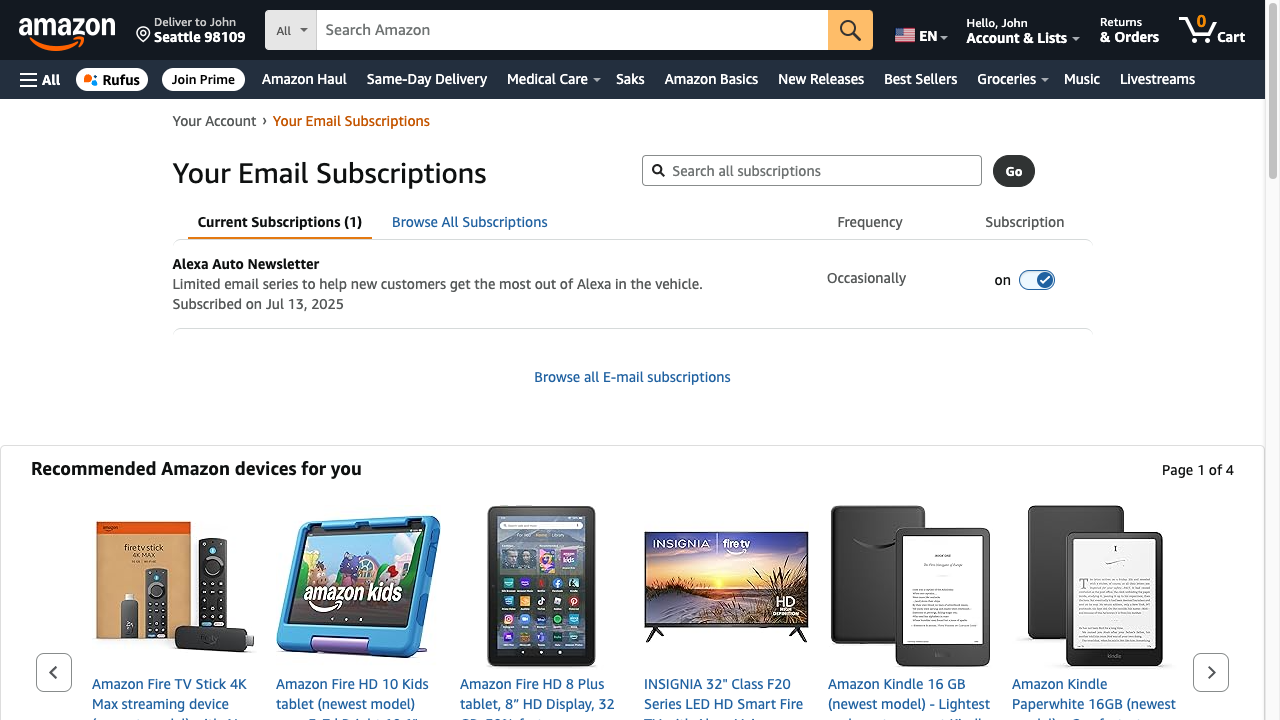 amazon
Deliver to John
Seattle 98109
All
Search Amazon
EN
Hello, John
Account & Lists
Returns
& Orders
0
Cart
All
Rufus
Join Prime
Amazon Haul
Same-Day Delivery
Medical Care
Saks
Amazon Basics
New Releases
Best Sellers
Groceries
Music
Livestreams
Your Account › Your Email Subscriptions
Your Email Subscriptions
Search all subscriptions
Go
Current Subscriptions (1)
Browse All Subscriptions
Frequency
Subscription
Alexa Auto Newsletter
Limited email series to help new customers get the most out of Alexa in the vehicle.
Subscribed on Jul 13, 2025
Occasionally
on
Browse all E-mail subscriptions
Recommended Amazon devices for you
Page 1 of 4
amazon
fire tv stick
4K MAX
amazon kids
INSIGNIA
fire tv
HD
kindle
Amazon Fire TV Stick 4K
Max streaming device
Amazon Fire HD 10 Kids
tablet (newest model)
Amazon Fire HD 8 Plus
tablet, 8” HD Display, 32
INSIGNIA 32" Class F20
Series LED HD Smart Fire
Amazon Kindle 16 GB
(newest model) - Lightest
Amazon Kindle
Paperwhite 16GB (newest